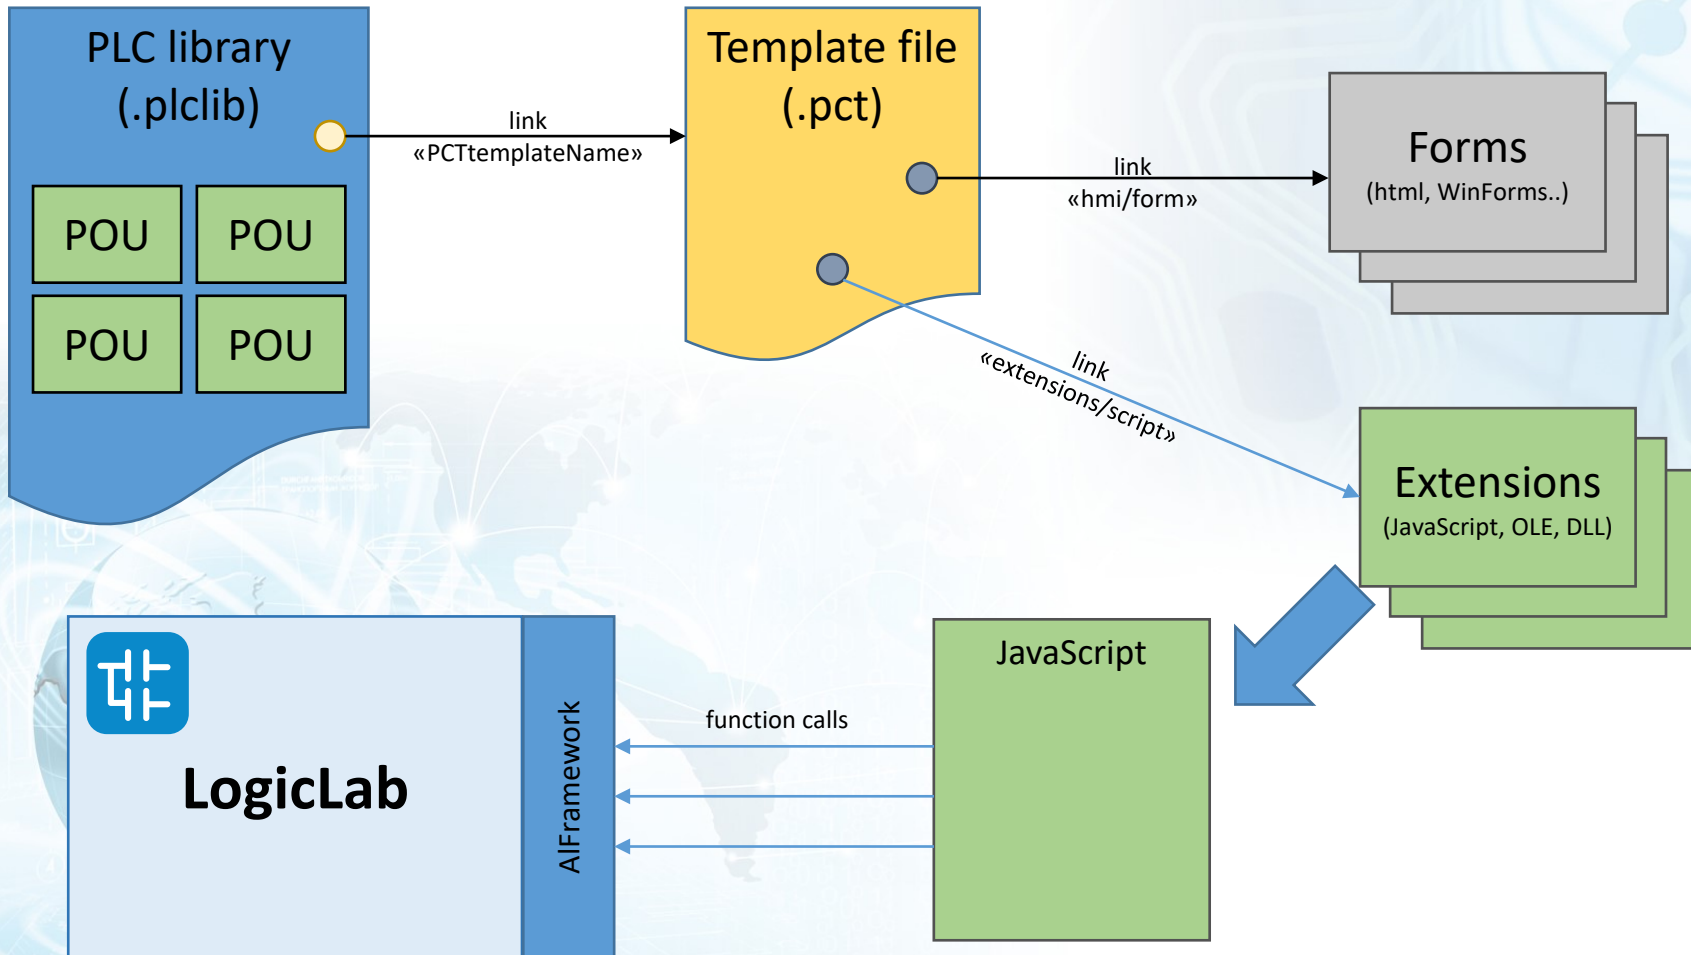 PLC library
(.plclib)
POU
POU
POU
POU
link
«PCTtemplateName»
Template file
(.pct)
link
«hmi/form»
Forms
(html, WinForms..)
link
«extensions/script»
Extensions
(JavaScript, OLE, DLL)
JavaScript
function calls
AlFramework
LogicLab